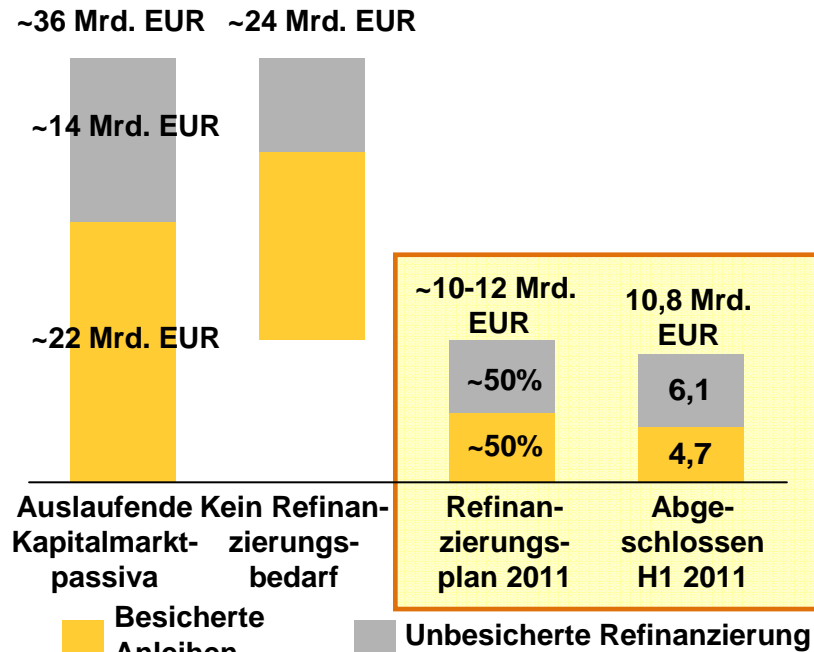 ~36 Mrd. EUR
~24 Mrd. EUR
~14 Mrd. EUR
~22 Mrd. EUR
~10-12 Mrd.
EUR
10,8 Mrd.
EUR
~50%
6,1
~50%
4,7
Auslaufende
Kapitalmarkt-
passiva
Kein Refinan-
zierungs-
bedarf
Refinan-
zierungs-
plan 2011
Abge-
schlossen
H1 2011
Besicherte
Anleihen
Unbesicherte Refinanzierung